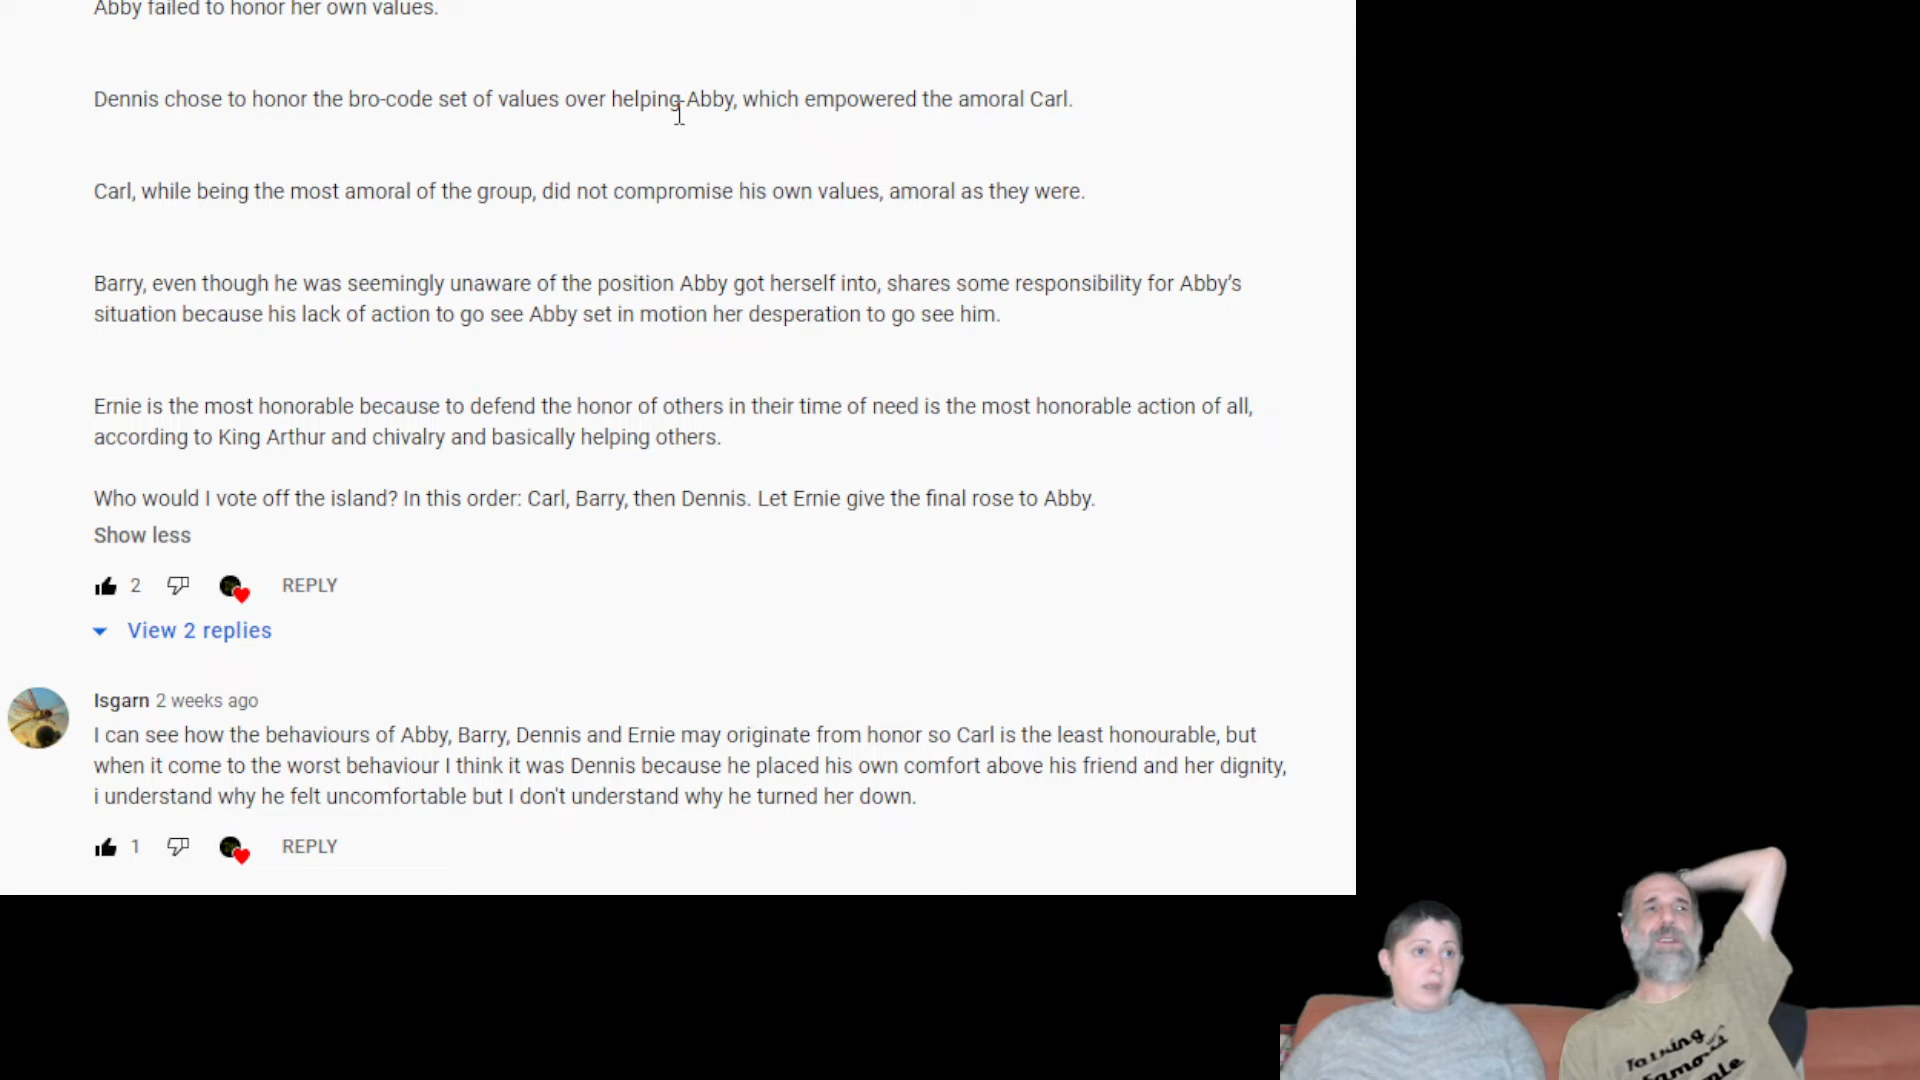 Abby failed to honor her own values.
Dennis chose to honor the bro-code set of values over helping Abby, which empowered the amoral Carl.
Carl, while being the most amoral of the group, did not compromise his own values, amoral as they were.
Barry, even though he was seemingly unaware of the position Abby got herself into, shares some responsibility for Abby’s
situation because his lack of action to go see Abby set in motion her desperation to go see him.
Ernie is the most honorable because to defend the honor of others in their time of need is the most honorable action of all,
according to King Arthur and chivalry and basically helping others.
Who would I vote off the island? In this order: Carl, Barry, then Dennis. Let Ernie give the final rose to Abby.
Show less
2 REPLY
View 2 replies
Isgarn 2 weeks ago
I can see how the behaviours of Abby, Barry, Dennis and Ernie may originate from honor so Carl is the least honourable, but
when it come to the worst behaviour I think it was Dennis because he placed his own comfort above his friend and her dignity,
i understand why he felt uncomfortable but I don't understand why he turned her down.
1 REPLY
Talking